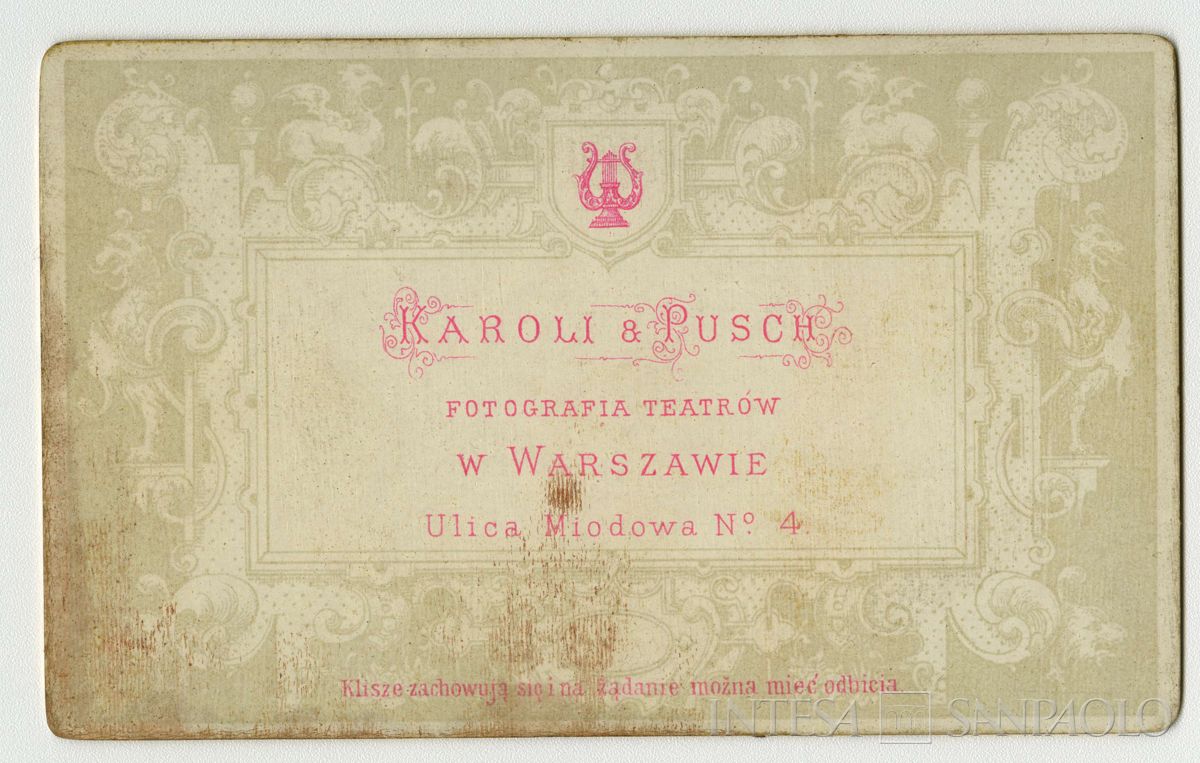 KAROLI & PUSCH
FOTOGRAFIA TEATRÓW
W WARSZAWIE
Ulica Miodowa Nº 4.
Klisze zachowują się i na żądanie można mieć odbicia.
INTESA SANPAOLO